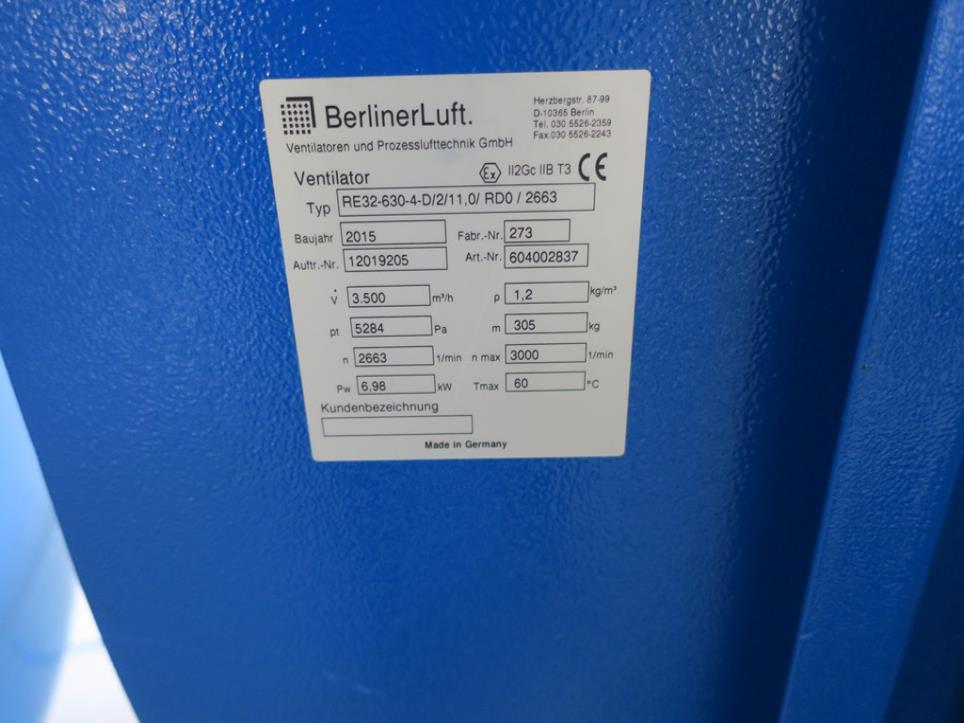 BerlinerLuft.
Ventilatoren und Prozesslufttechnik GmbH
Herzbergstr. 87-99
D-10365 Berlin
Tel. 030 5526-2359
Fax.030 5526-2243
Ventilator Ex II2Gc IIB T3 CE
Typ RE32-630-4-D/2/11,0/ RD0 / 2663
Baujahr 2015 Fabr.-Nr. 273
Auftr.-Nr. 12019205 Art.-Nr. 604002837
V̇ 3.500 m³/h ρ 1,2 kg/m³
pt 5284 Pa m 305 kg
n 2663 1/min n max 3000 1/min
Pw 6,98 kW Tmax 60 °C
Kundenbezeichnung
Made in Germany